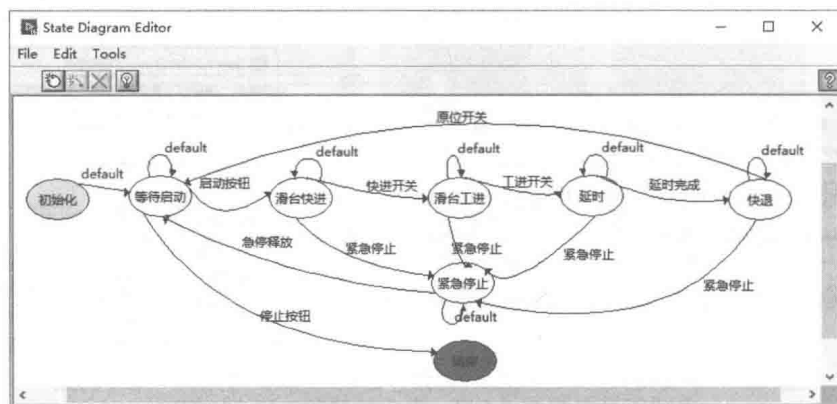 State Diagram Editor
File Edit Tools
原位开关
default
default
default
default
default
default
启动按钮
快进开关
工进开关
延时完成
初始化
等待启动
滑台快进
滑台工进
延时
快退
急停释放
紧急停止
紧急停止
紧急停止
紧急停止
紧急停止
default
停止按钮